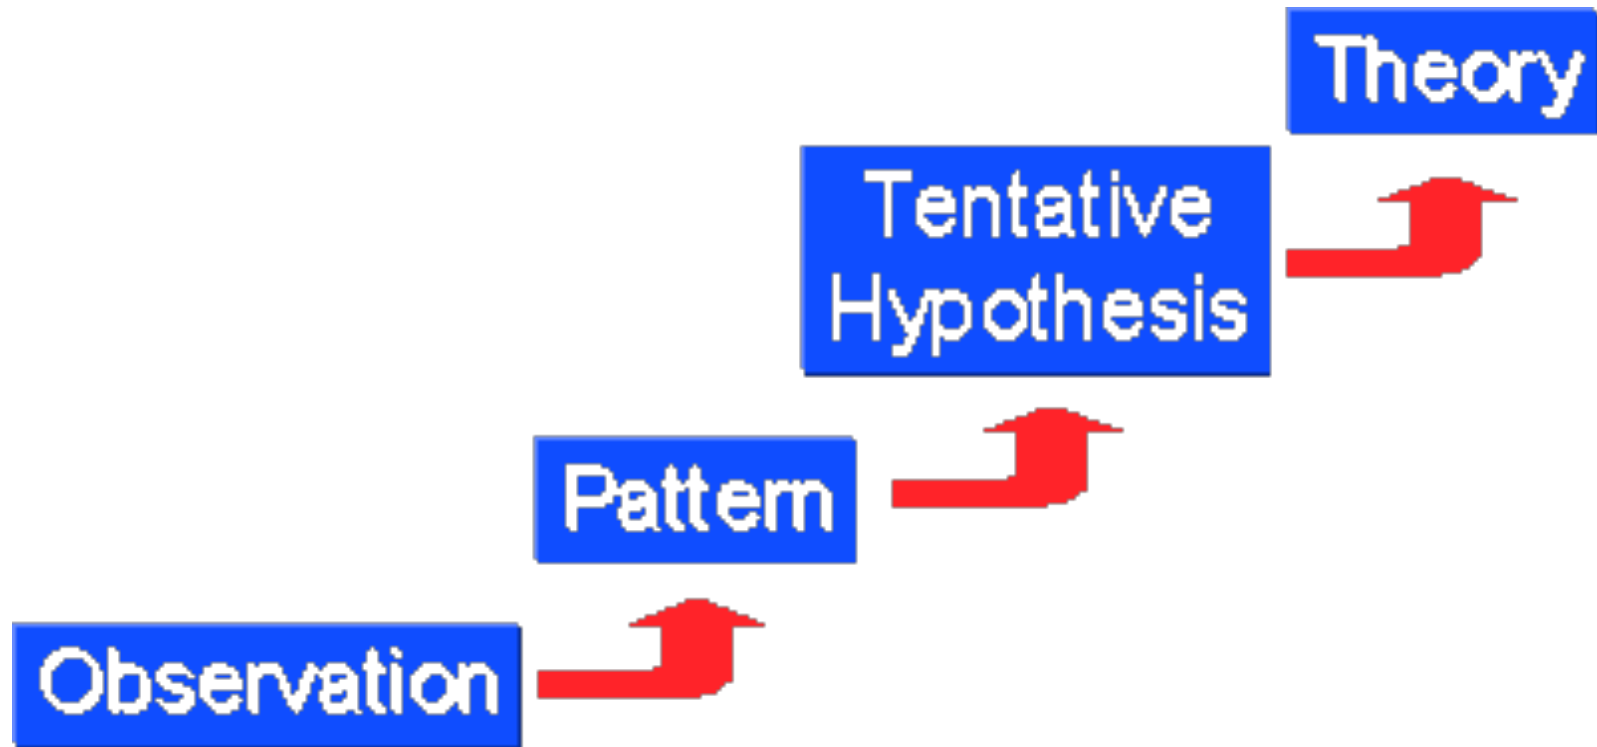 Theory
Tentative
Hypothesis
Pattern
Observation